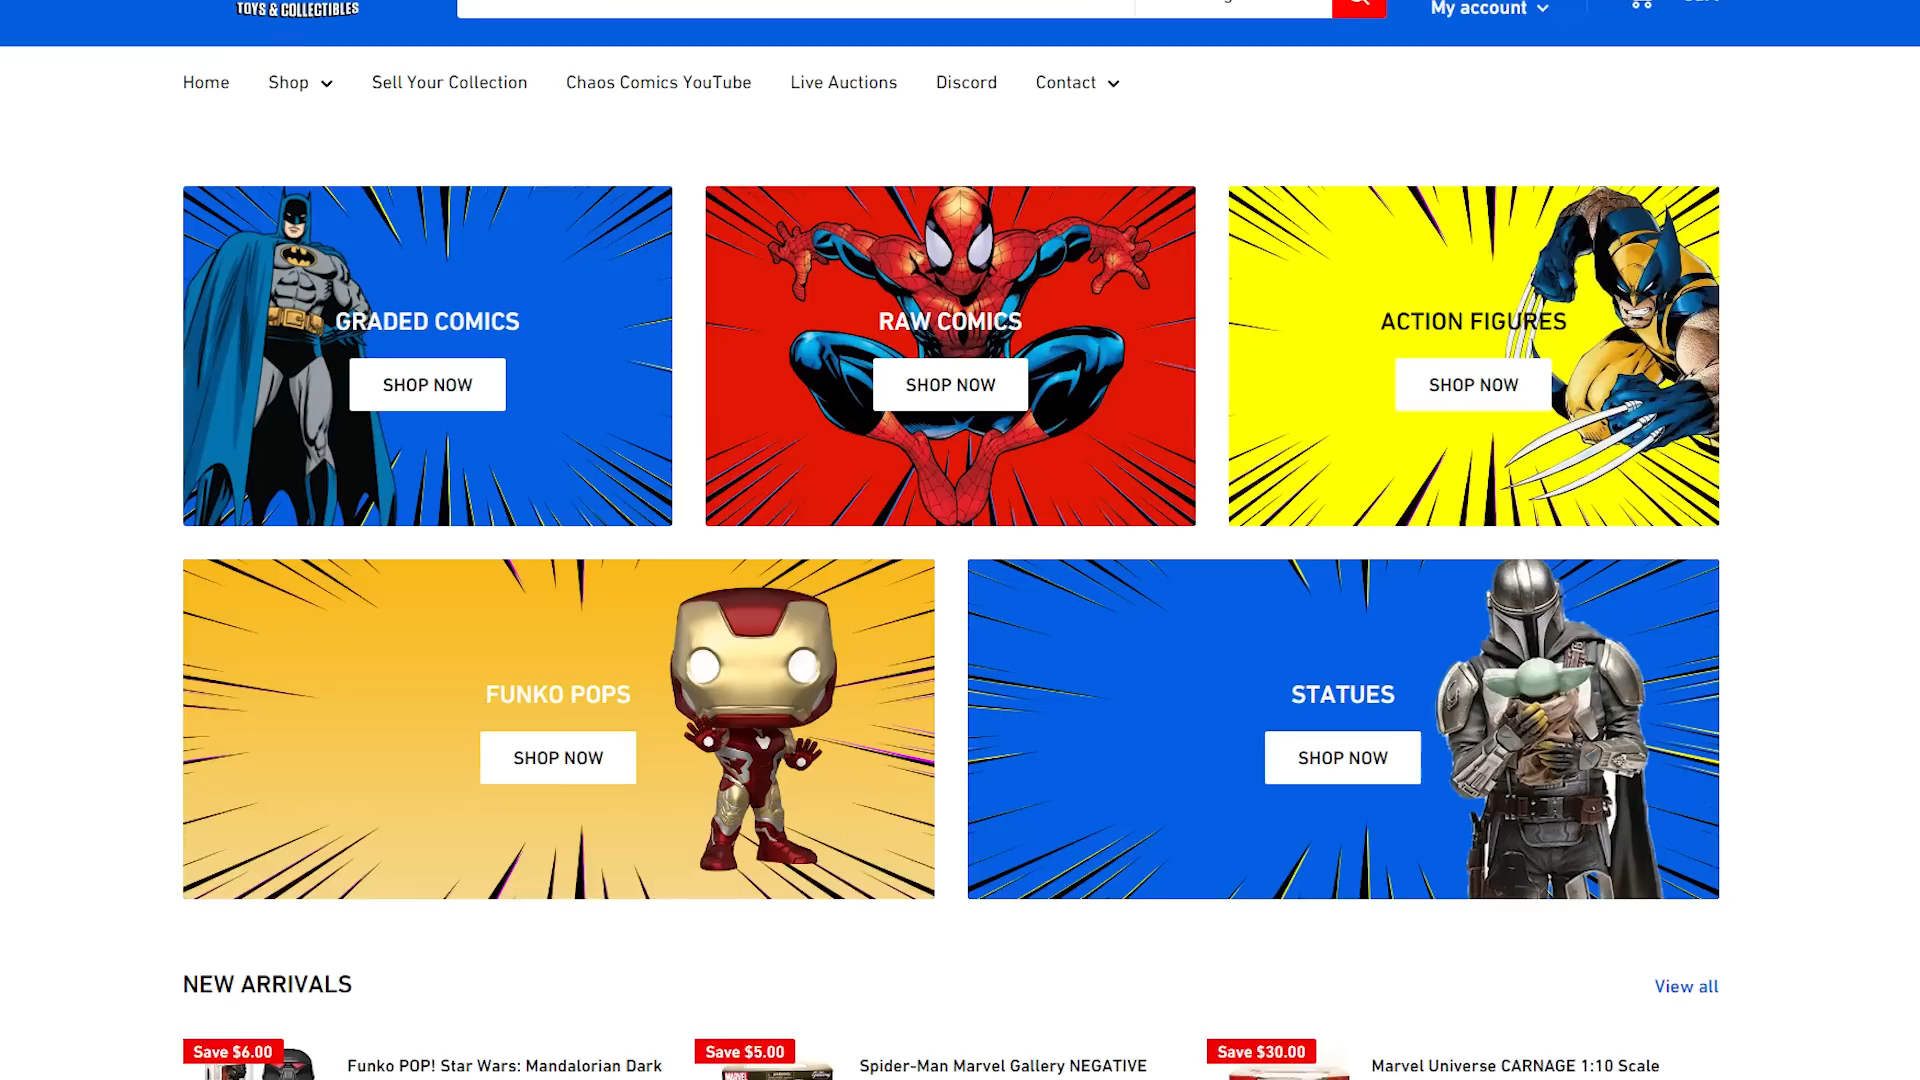 TOYS & COLLECTIBLES
My account
Home
Shop
Sell Your Collection
Chaos Comics YouTube
Live Auctions
Discord
Contact
GRADED COMICS
SHOP NOW
RAW COMICS
SHOP NOW
ACTION FIGURES
SHOP NOW
FUNKO POPS
SHOP NOW
STATUES
SHOP NOW
NEW ARRIVALS
View all
Save $6.00
Funko POP! Star Wars: Mandalorian Dark
Save $5.00
MARVEL
Spider-Man Marvel Gallery NEGATIVE
Save $30.00
Marvel Universe CARNAGE 1:10 Scale